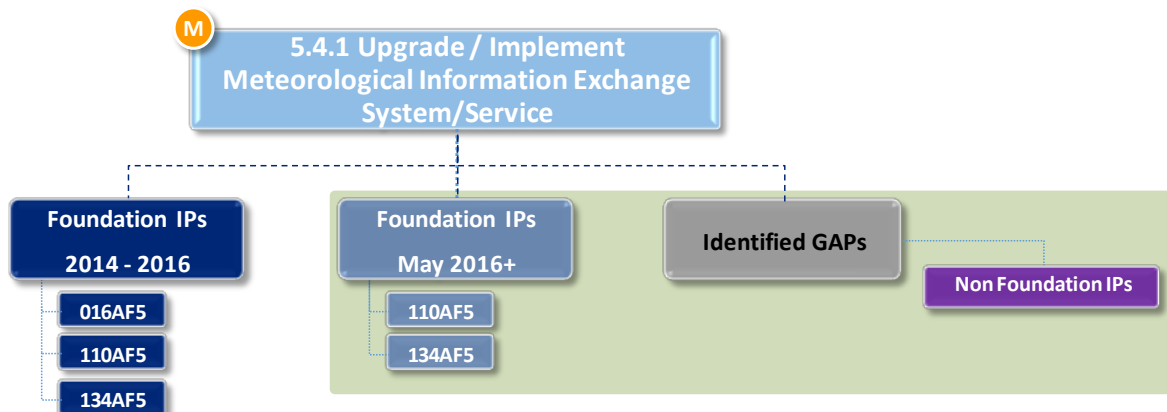 M
5.4.1 Upgrade / Implement
Meteorological Information Exchange
System/Service
Foundation IPs
2014 - 2016
016AF5
110AF5
134AF5
Foundation IPs
May 2016+
110AF5
134AF5
Identified GAPs
Non Foundation IPs